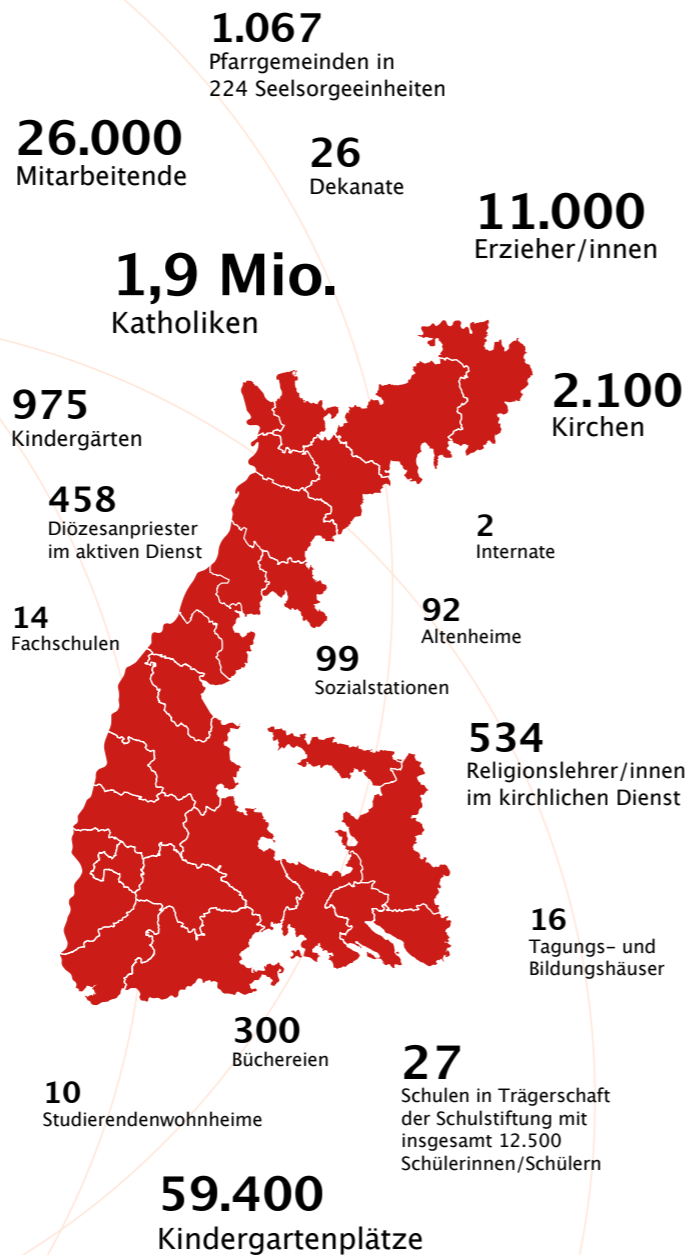 1.067
Pfarrgemeinden in
224 Seelsorgeeinheiten
26.000
Mitarbeitende
26
Dekanate
11.000
Erzieher/innen
1,9 Mio.
Katholiken
975
Kindergärten
2.100
Kirchen
458
Diözesanpriester
im aktiven Dienst
2
Internate
14
Fachschulen
92
Altenheime
99
Sozialstationen
534
Religionslehrer/innen
im kirchlichen Dienst
16
Tagungs- und
Bildungshäuser
300
Büchereien
27
Schulen in Trägerschaft
der Schulstiftung mit
insgesamt 12.500
Schülerinnen/Schülern
10
Studierendenwohnheime
59.400
Kindergartenplätze